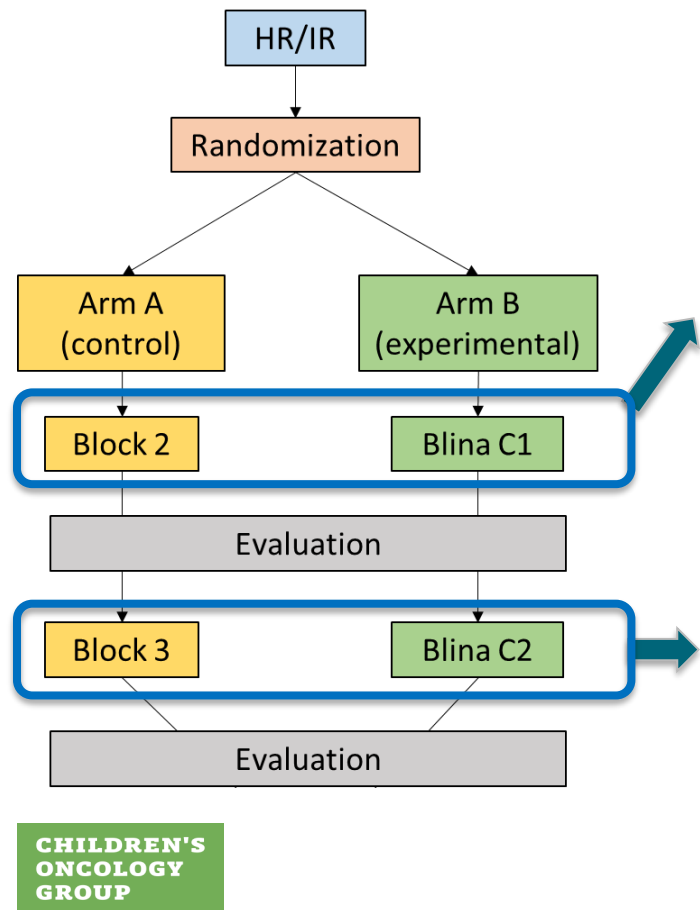 HR/IR
Randomization
Arm A
(control)
Arm B
(experimental)
Block 2
Blina C1
Evaluation
Block 3
Blina C2
Evaluation
CHILDREN'S
ONCOLOGY
GROUP